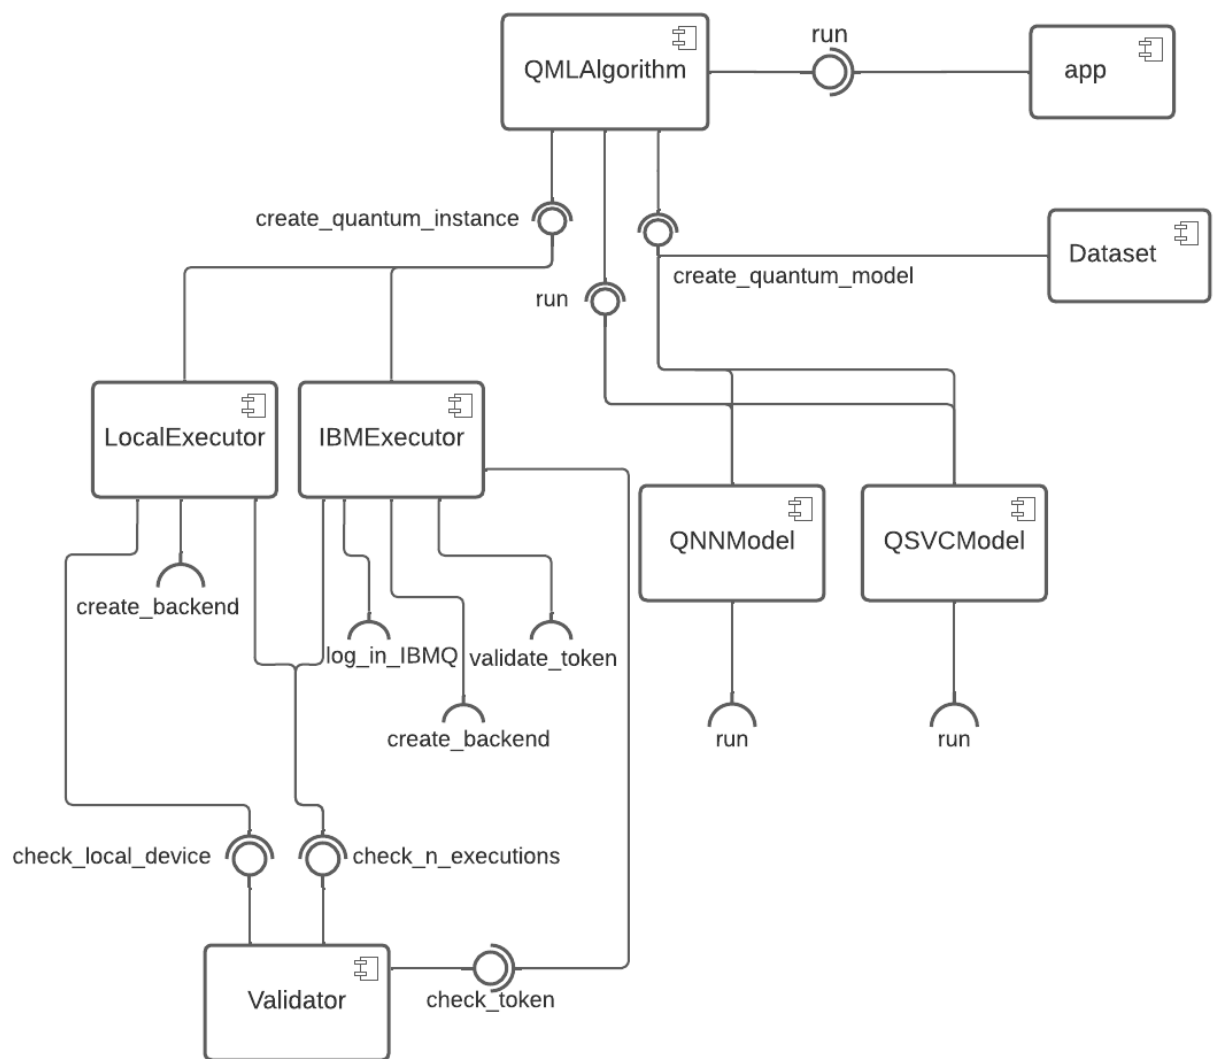 run
QMLAlgorithm
app
create_quantum_instance
Dataset
create_quantum_model
run
LocalExecutor
IBMExecutor
QNNModel
QSVCModel
create_backend
log_in_IBMQ
validate_token
create_backend
run
run
check_local_device
check_n_executions
Validator
check_token